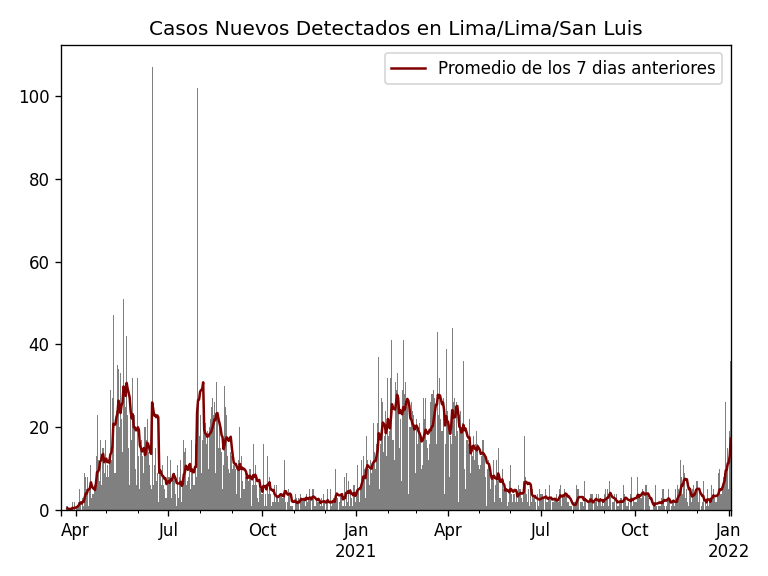 Casos Nuevos Detectados en Lima/Lima/San Luis
Promedio de los 7 dias anteriores
100
80
60
40
20
0
Apr Jul Oct Jan Apr Jul Oct Jan
2021 2022